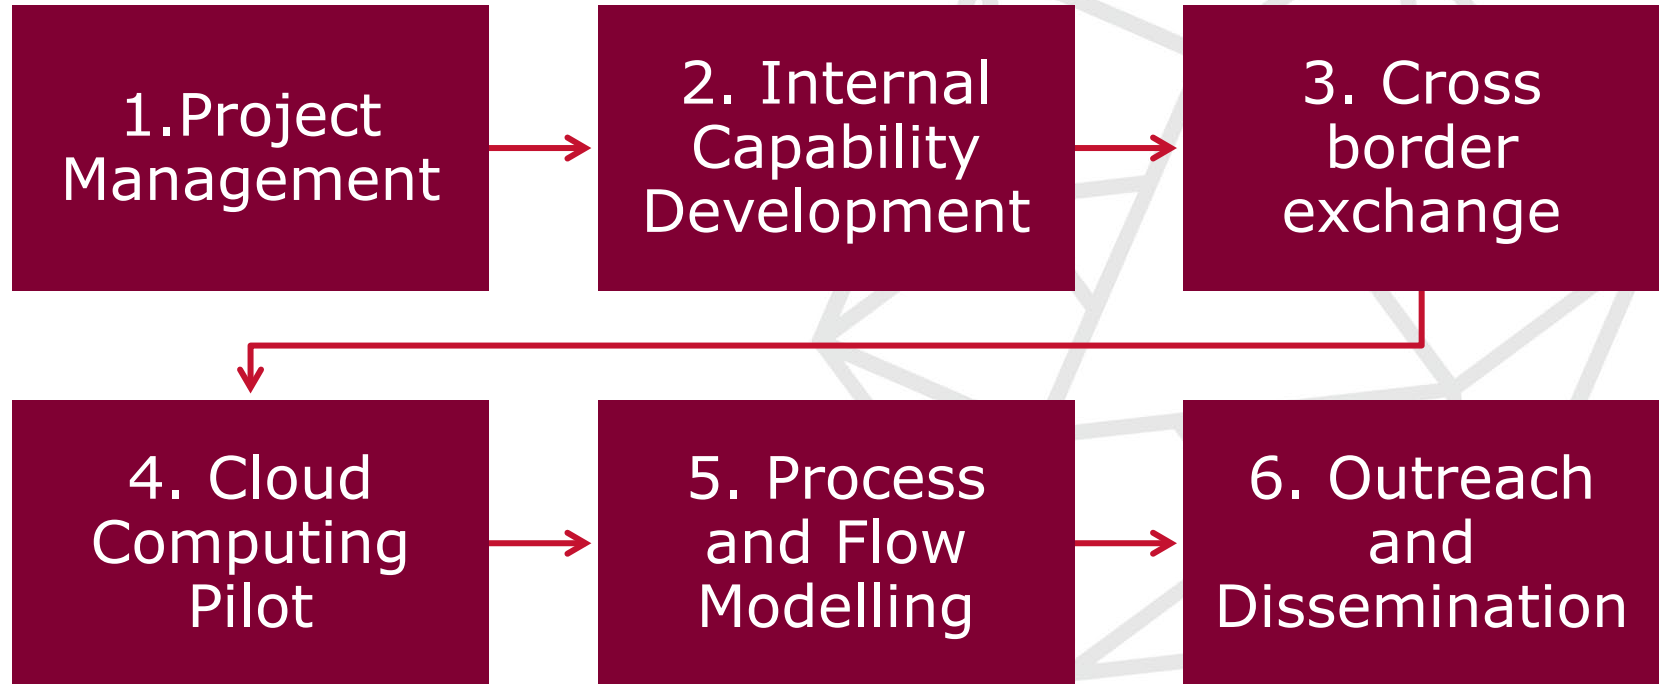 1.Project
Management
2. Internal
Capability
Development
3. Cross
border
exchange
4. Cloud
Computing
Pilot
5. Process
and Flow
Modelling
6. Outreach
and
Dissemination